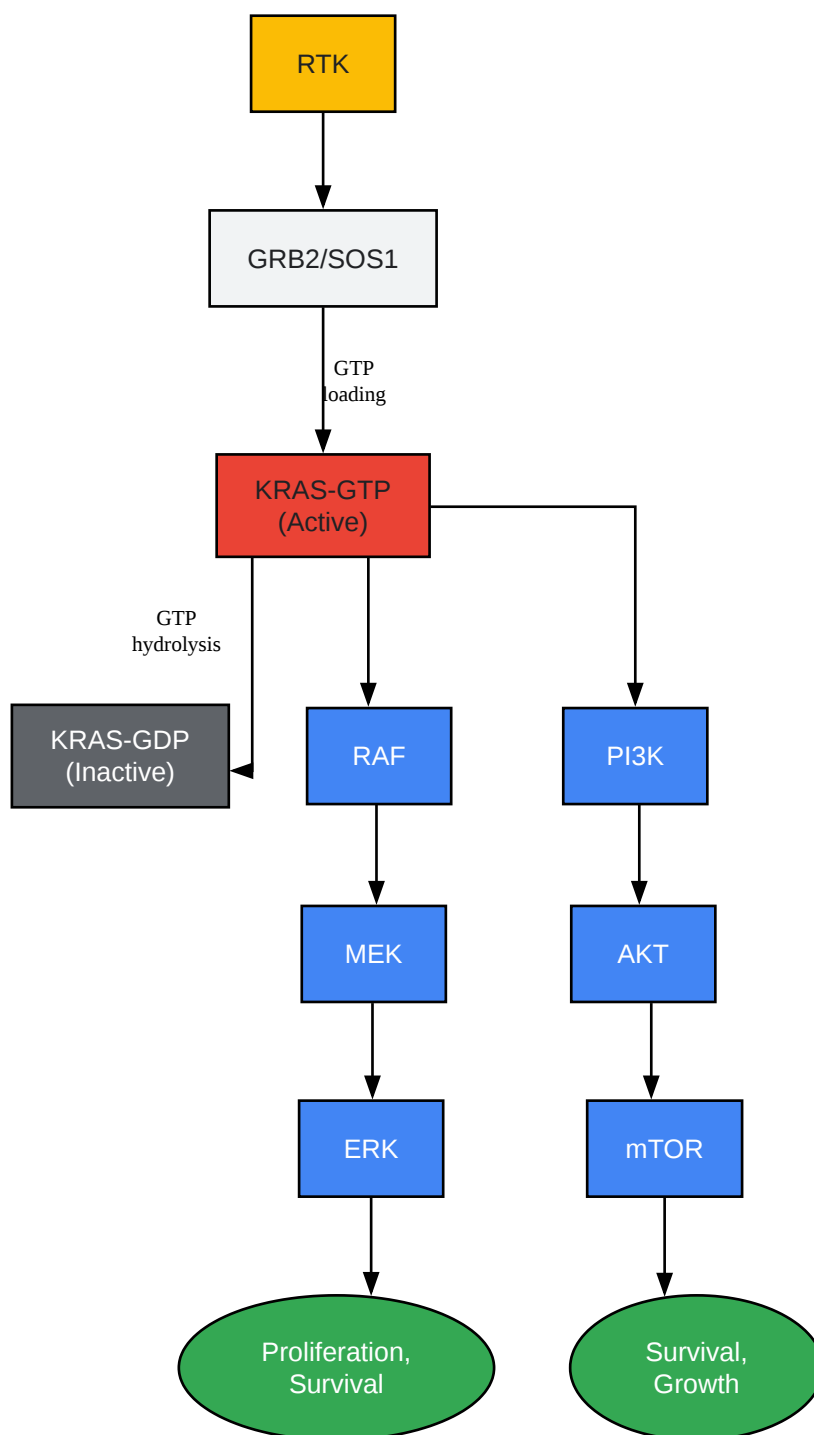 RTK
GRB2/SOS1
GTP
loading
KRAS-GTP
(Active)
GTP
hydrolysis
KRAS-GDP
(Inactive)
RAF
PI3K
MEK
AKT
ERK
mTOR
Proliferation,
Survival
Survival,
Growth